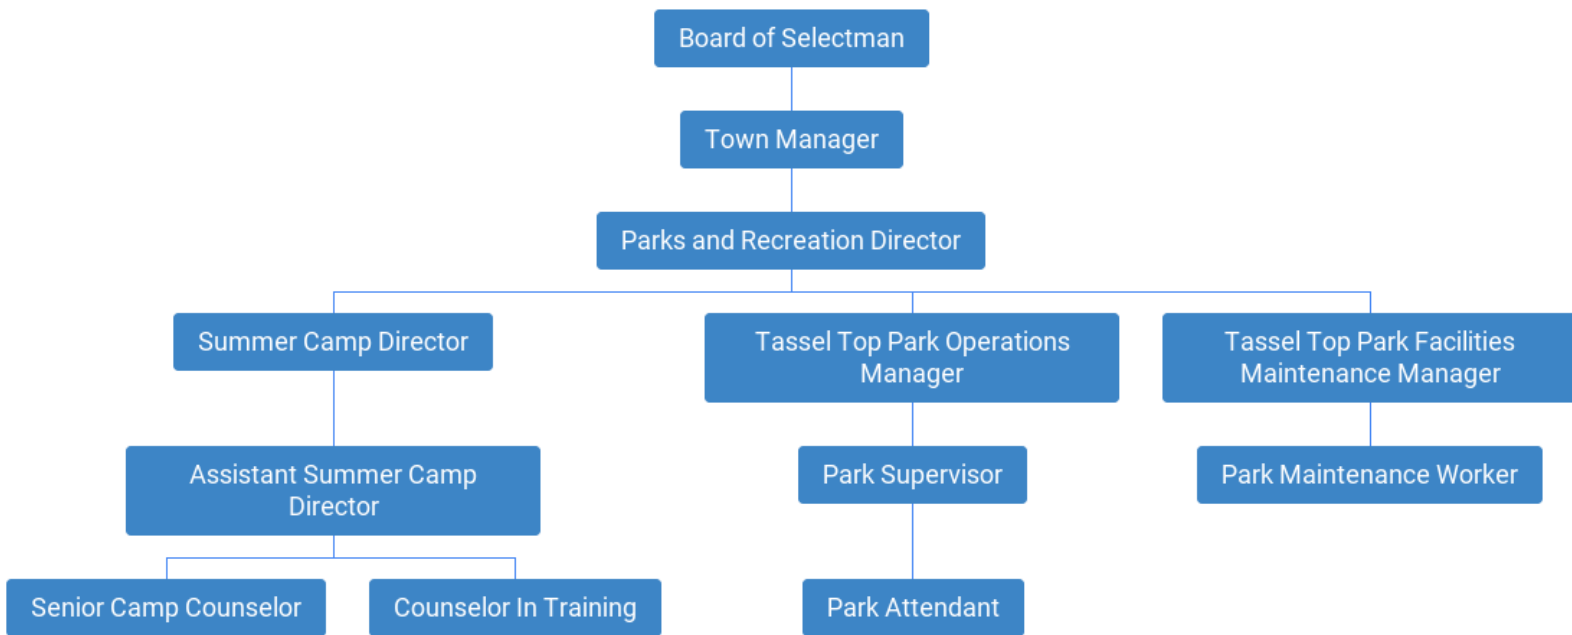 Board of Selectman
Town Manager
Parks and Recreation Director
Summer Camp Director
Tassel Top Park Operations
Manager
Tassel Top Park Facilities
Maintenance Manager
Assistant Summer Camp
Director
Park Supervisor
Park Maintenance Worker
Senior Camp Counselor
Counselor In Training
Park Attendant